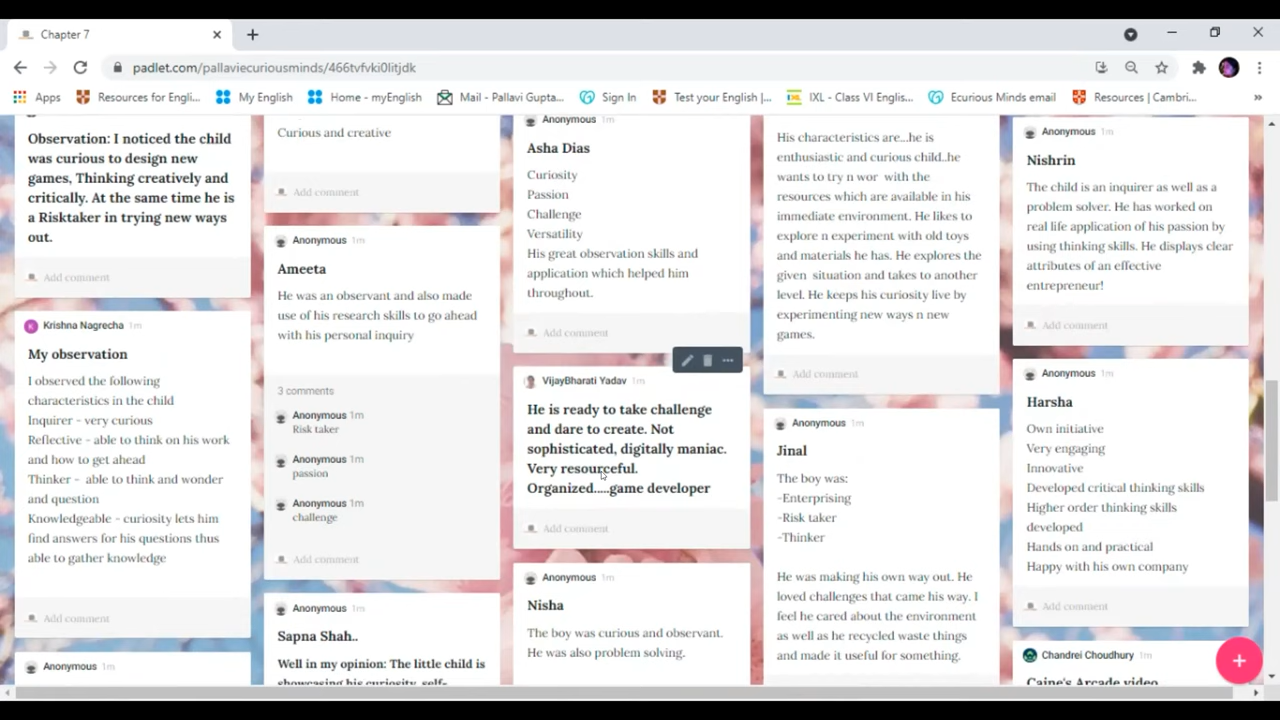 Chapter 7
padlet.com/pallaviecuriousminds/466tvfvki0litjdk
Apps
Resources for Engli...
My English
Home - myEnglish
Mail - Pallavi Gupta...
Sign In
Test your English |...
IXL - Class VI Englis...
Ecurious Minds email
Resources | Cambri...
»
Observation: I noticed the child
was curious to design new
games, Thinking creatively and
critically. At the same time he is
a Risktaker in trying new ways
out.
Add comment
Krishna Nagrecha 1m
My observation
I observed the following
characteristics in the child
Inquirer - very curious
Reflective - able to think on his work
and how to get ahead
Thinker - able to think and wonder
and question
Knowledgeable - curiosity lets him
find answers for his questions thus
able to gather knowledge
Add comment
Anonymous 1m
Curious and creative
Add comment
Anonymous 1m
Ameeta
He was an observant and also made
use of his research skills to go ahead
with his personal inquiry
3 comments
Anonymous 1m
Risk taker
Anonymous 1m
passion
Anonymous 1m
challenge
Add comment
Anonymous 1m
Sapna Shah..
Well in my opinion: The little child is
showcasing his curiosity, self-
Anonymous 1m
Asha Dias
Curiosity
Passion
Challenge
Versatility
His great observation skills and
application which helped him
throughout.
Add comment
VijayBharati Yadav 1m
He is ready to take challenge
and dare to create. Not
sophisticated, digitally maniac.
Very resourceful.
Organized.....game developer
Add comment
Anonymous 1m
Nisha
The boy was curious and observant.
He was also problem solving.
His characteristics are...he is
enthusiastic and curious child..he
wants to try n wor with the
resources which are available in his
immediate environment. He likes to
explore n experiment with old toys
and materials he has. He explores the
given situation and takes to another
level. He keeps his curiosity live by
experimenting new ways n new
games.
Add comment
Anonymous 1m
Jinal
The boy was:
-Enterprising
-Risk taker
-Thinker
He was making his own way out. He
loved challenges that came his way. I
feel he cared about the environment
as well as he recycled waste things
and made it useful for something.
Anonymous 1m
Nishrin
The child is an inquirer as well as a
problem solver. He has worked on
real life application of his passion by
using thinking skills. He displays clear
attributes of an effective
entrepreneur!
Add comment
Anonymous 1m
Harsha
Own initiative
Very engaging
Innovative
Developed critical thinking skills
Higher order thinking skills
developed
Hands on and practical
Happy with his own company
Add comment
Chandrei Choudhury 1m
Caine's Arcade video